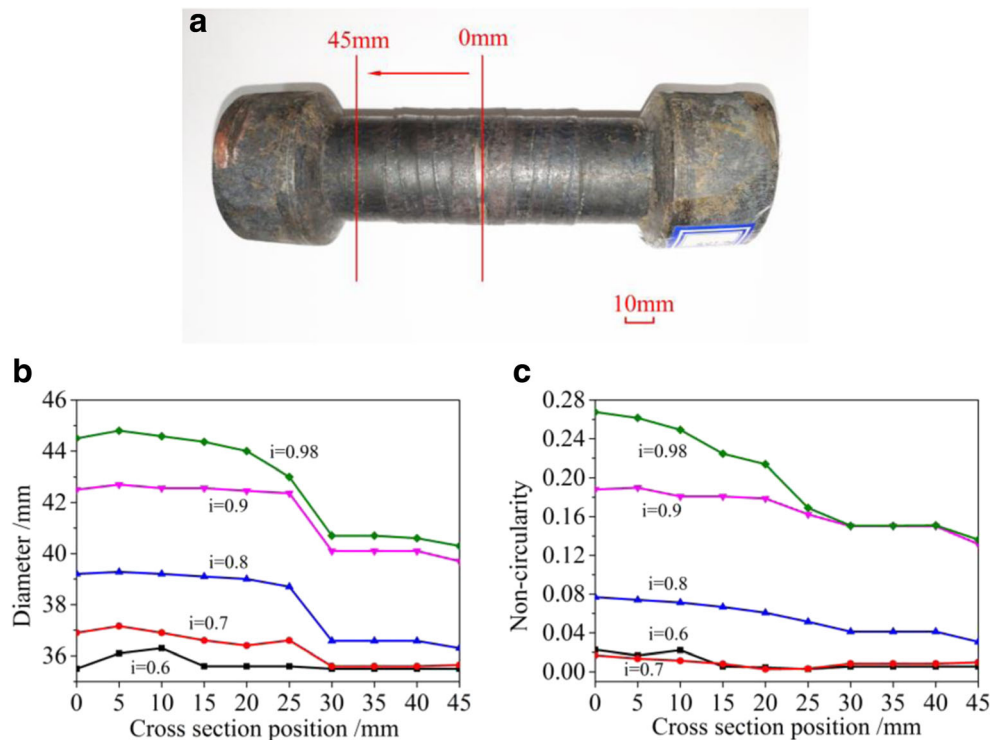 a
45mm 0mm
10mm
b
46
44
42
40
38
36
Diameter /mm
i=0.98
i=0.9
i=0.8
i=0.7
i=0.6
0 5 10 15 20 25 30 35 40 45
Cross section position /mm
c
0.28
0.24
0.20
0.16
0.12
0.08
0.04
0.00
Non-circularity
i=0.98
i=0.9
i=0.8
i=0.6
i=0.7
0 5 10 15 20 25 30 35 40 45
Cross section position /mm